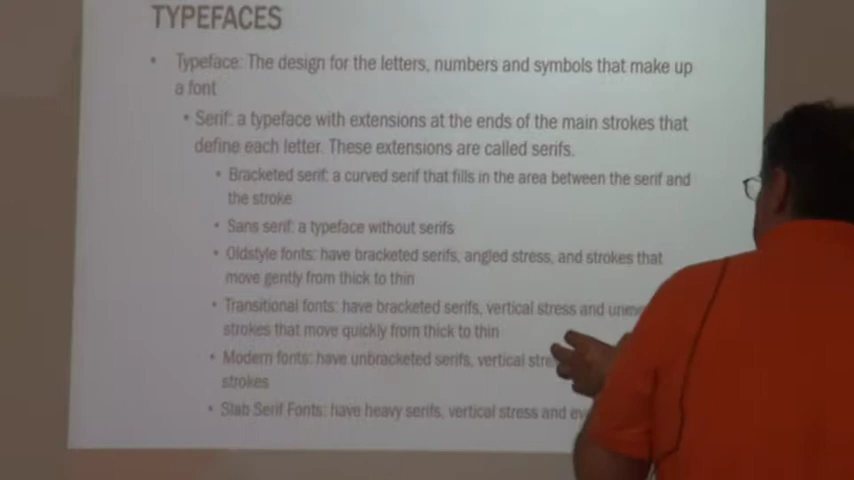 TYPEFACES
• Typeface: The design for the letters, numbers and symbols that make up
a font
• Serif: a typeface with extensions at the ends of the main strokes that
define each letter. These extensions are called serifs.
• Bracketed serif: a curved serif that fills in the area between the serif and
the stroke
• Sans serif: a typeface without serifs
• Oldstyle fonts: have bracketed serifs, angled stress, and strokes that
move gently from thick to thin
• Transitional fonts: have bracketed serifs, vertical stress and
strokes that move quickly from thick to thin
• Modern fonts: have unbracketed serifs, vertical
strokes
• Slab Serif Fonts: have heavy serifs, vertical stress and